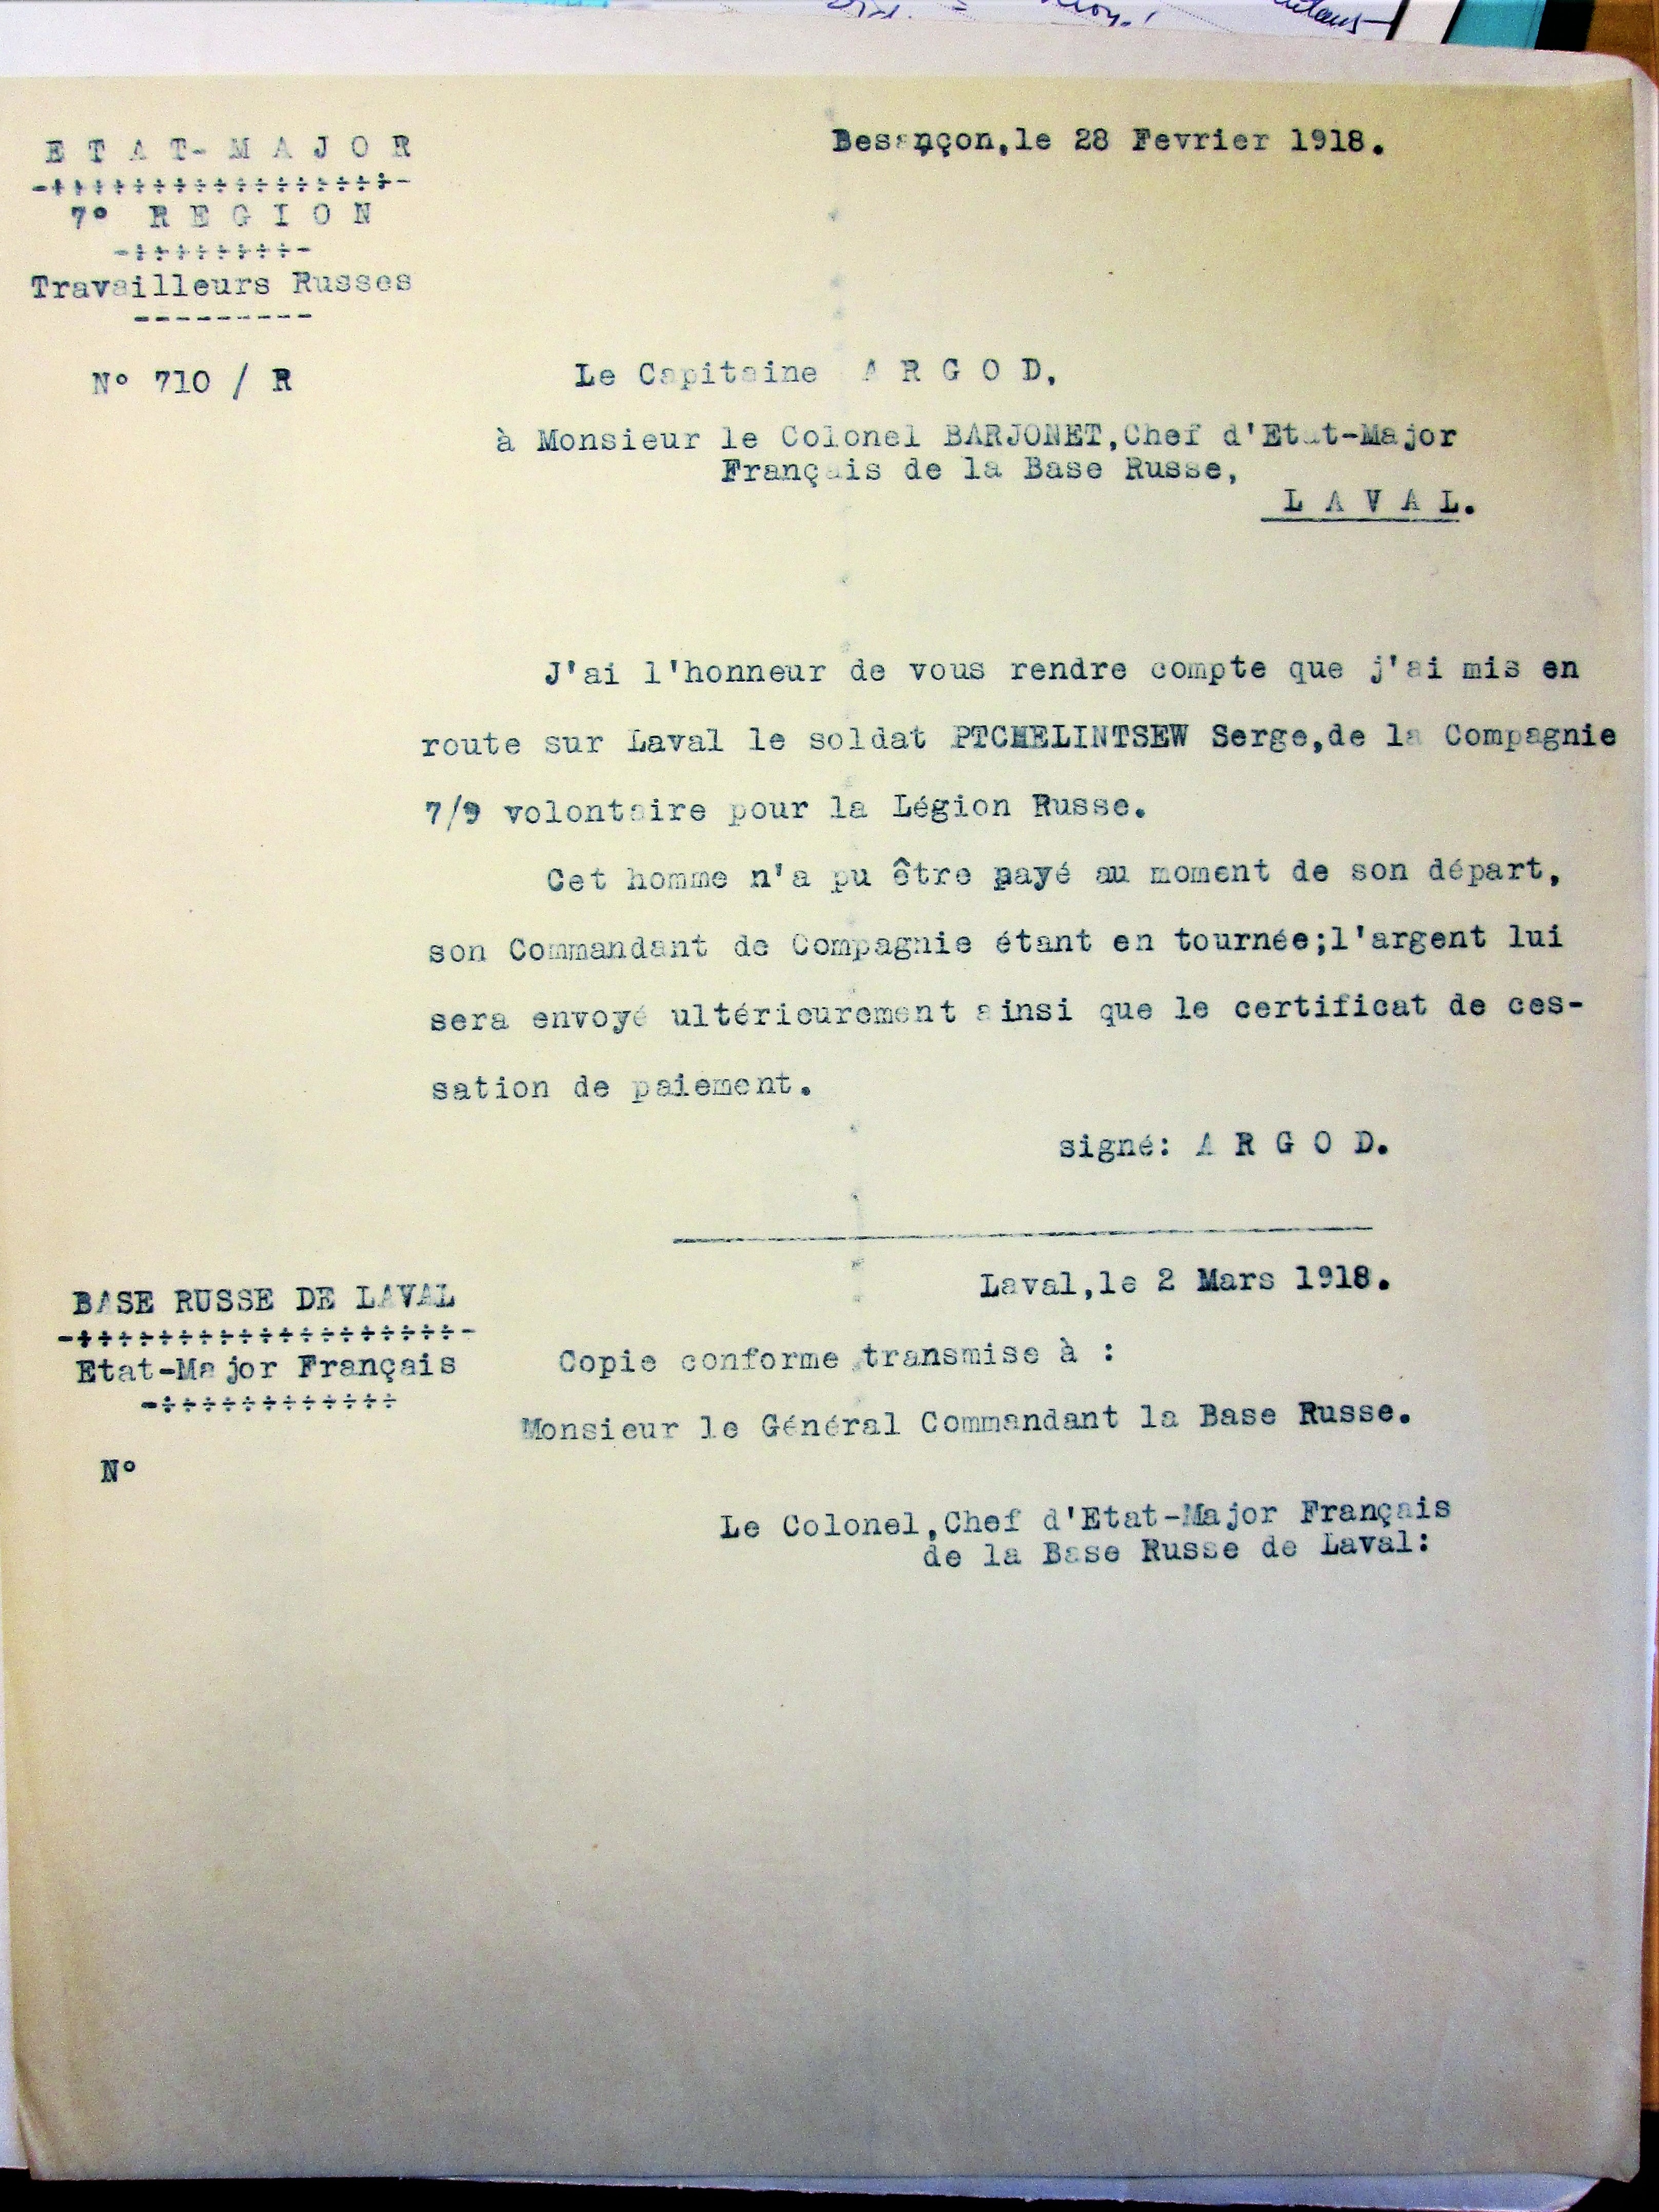 Besançon,le 28 Fevrier 1918.
E T A T- M A J O R
-÷÷÷÷÷÷÷÷÷÷÷÷÷÷÷÷÷-
7° R E G I O N
-÷÷÷÷÷÷÷÷-
Travailleurs Russes
---------
N° 710 / R
Le Capitaine A R G O D,
à Monsieur le Colonel BARJONET,Chef d'Etat-Major
Français de la Base Russe,
L A V A L.
J'ai l'honneur de vous rendre compte que j'ai mis en
route sur Laval le soldat PTCHELINTSEW Serge,de la Compagnie
7/9 volontaire pour la Légion Russe.
Cet homme n'a pu être payé au moment de son départ,
son Commandant de Compagnie étant en tournée;l'argent lui
sera envoyé ultérieurement ainsi que le certificat de ces-
sation de paiement.
signé: A R G O D.
Laval,le 2 Mars 1918.
BASE RUSSE DE LAVAL
-÷÷÷÷÷÷÷÷÷÷÷÷÷÷÷÷÷÷÷-
Etat-Major Français
-÷÷÷÷÷÷÷÷÷÷÷÷
N°
Copie conforme transmise à :
Monsieur le Général Commandant la Base Russe.
Le Colonel,Chef d'Etat-Major Français
de la Base Russe de Laval: